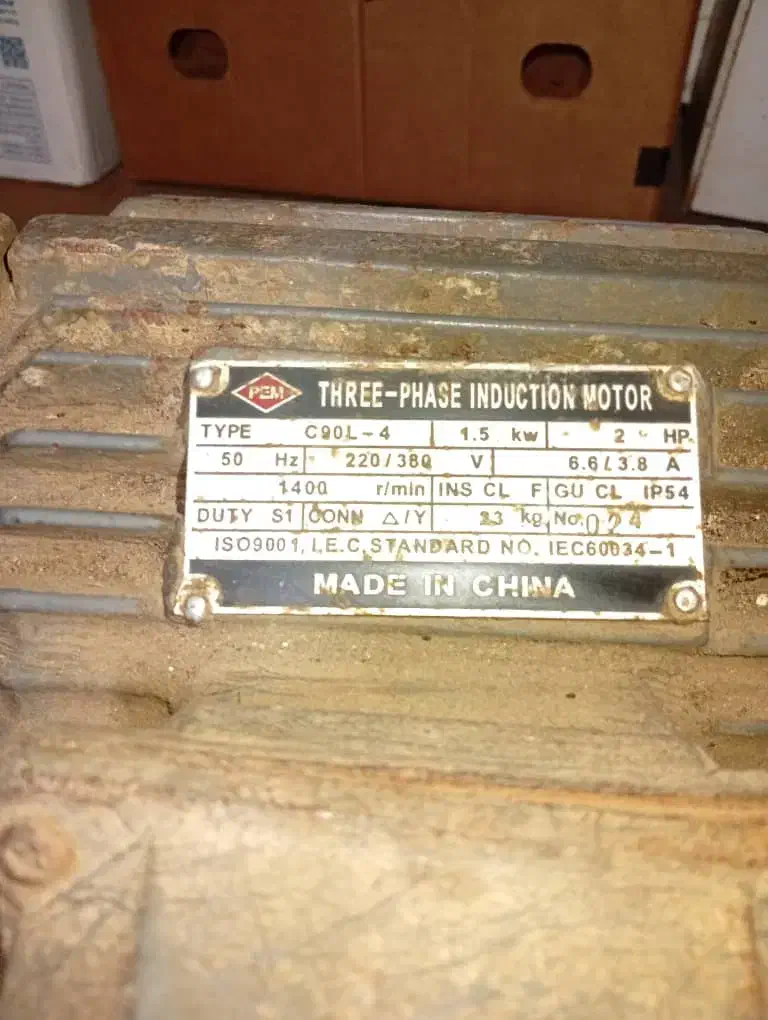 PEM THREE-PHASE INDUCTION MOTOR
TYPE C90L-4 1.5 kw 2 HP
50 Hz 220/380 V 6.6/3.8 A
1400 r/min INS CL F GU CL IP54
DUTY S1 CONN △/Y 23 kg No. 024
ISO9001, I.E.C, STANDARD NO. IEC60034-1
MADE IN CHINA